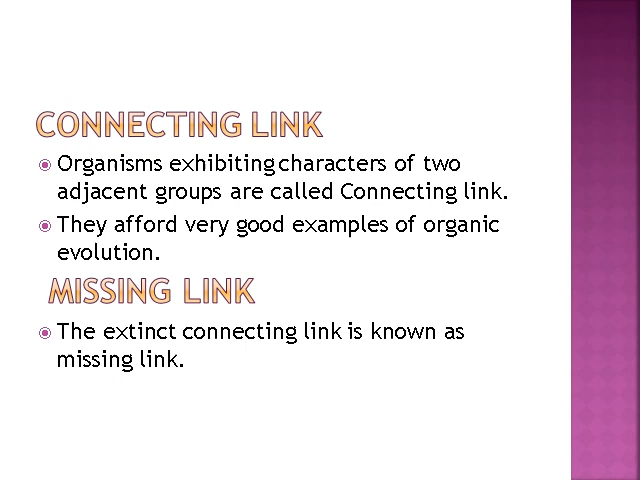 CONNECTING LINK
Organisms exhibiting characters of two
adjacent groups are called Connecting link.
They afford very good examples of organic
evolution.
MISSING LINK
The extinct connecting link is known as
missing link.